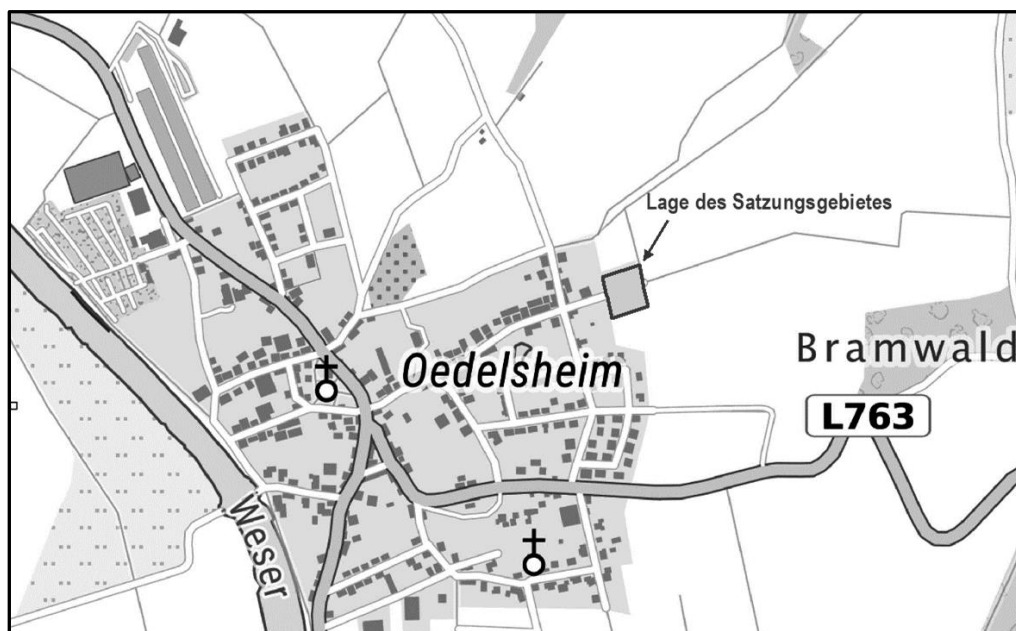 Lage des Satzungsgebietes
Bramwald
Oedelsheim
L763
Weser